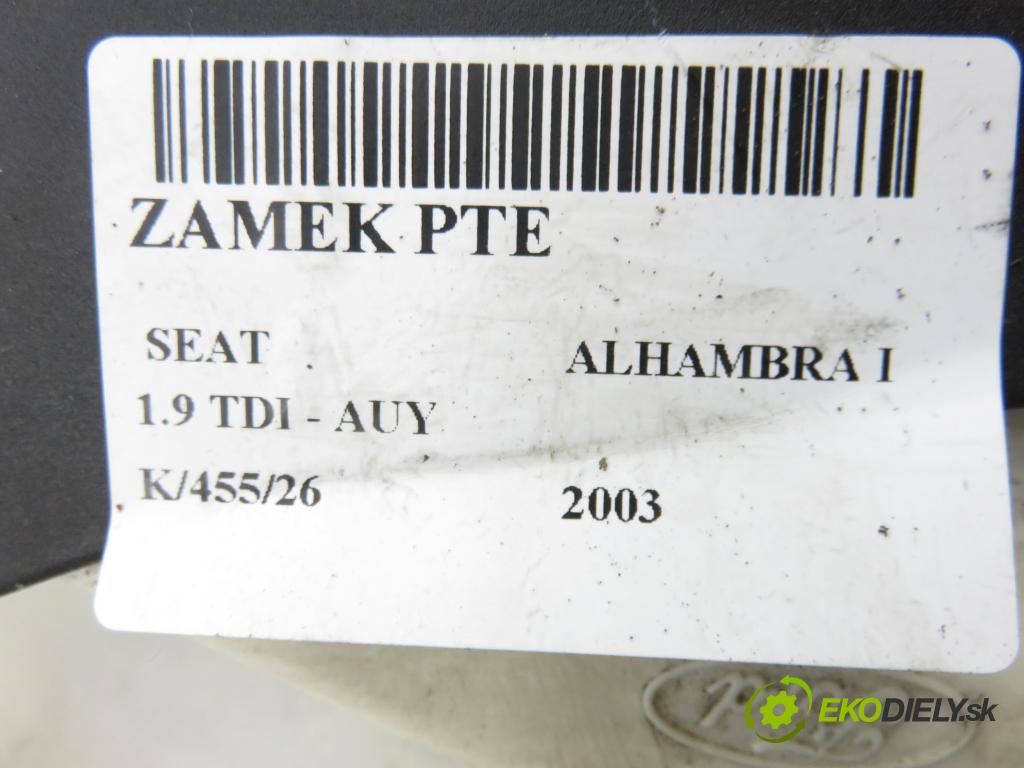 ZAMEK PTE
SEAT ALHAMBRA I
1.9 TDI - AUY
K/455/26 2003
EKODIELY.sk